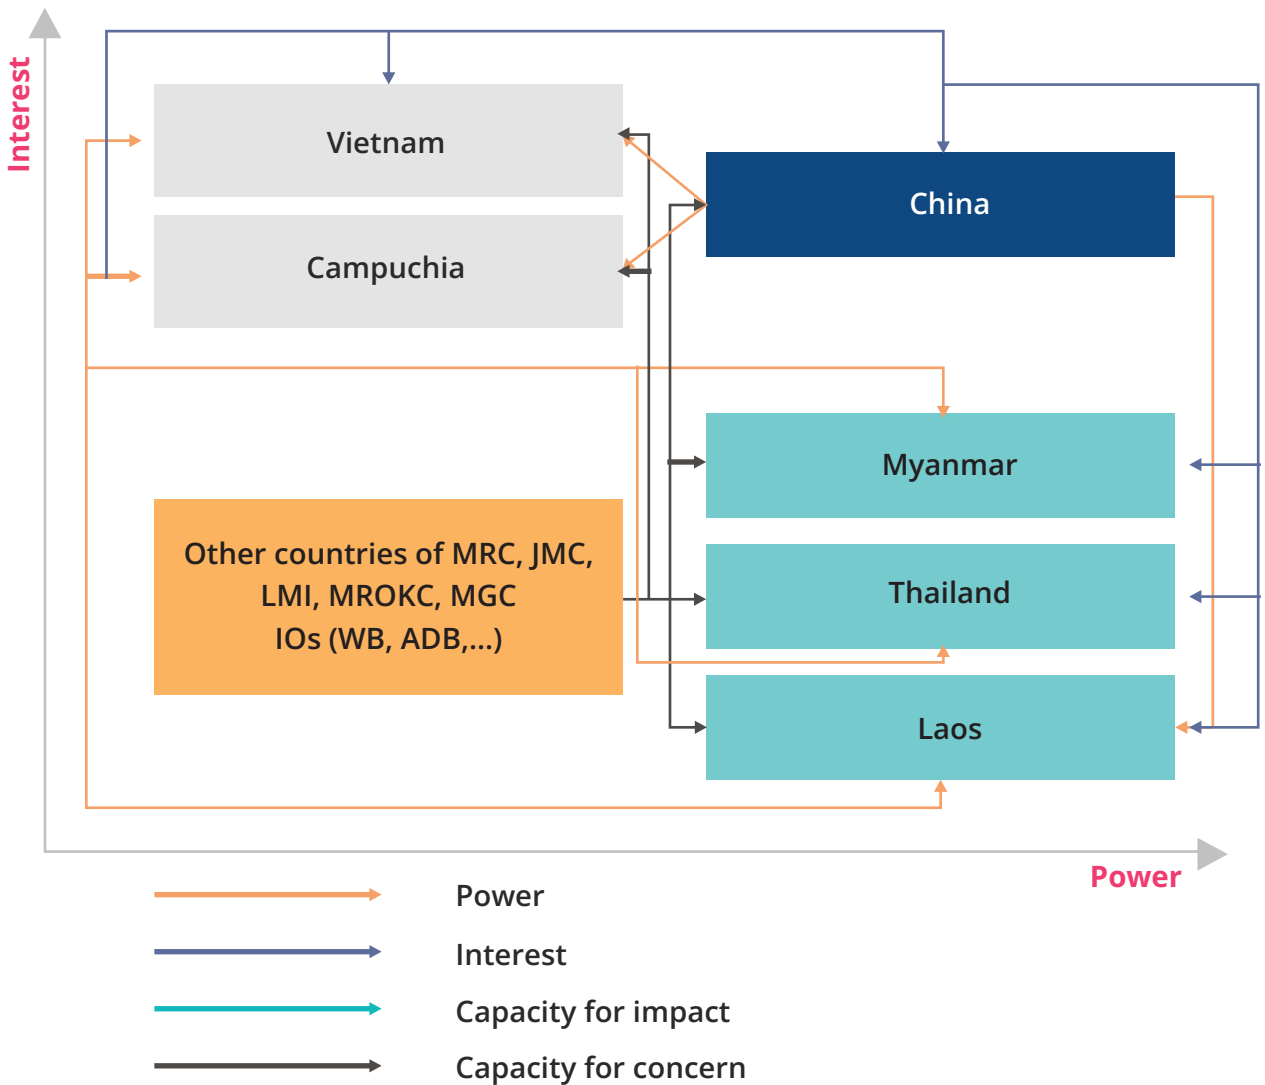 Interest
Vietnam
China
Campuchia
Myanmar
Other countries of MRC, JMC,
LMI, MROKC, MGC
IOs (WB, ADB,...)
Thailand
Laos
Power
Power
Interest
Capacity for impact
Capacity for concern